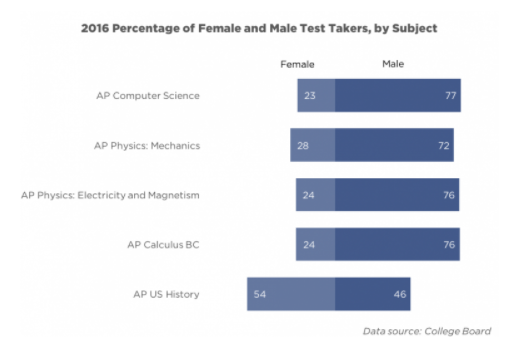 2016 Percentage of Female and Male Test Takers, by Subject
Female Male
AP Computer Science 23 77
AP Physics: Mechanics 28 72
AP Physics: Electricity and Magnetism 24 76
AP Calculus BC 24 76
AP US History 54 46
Data source: College Board